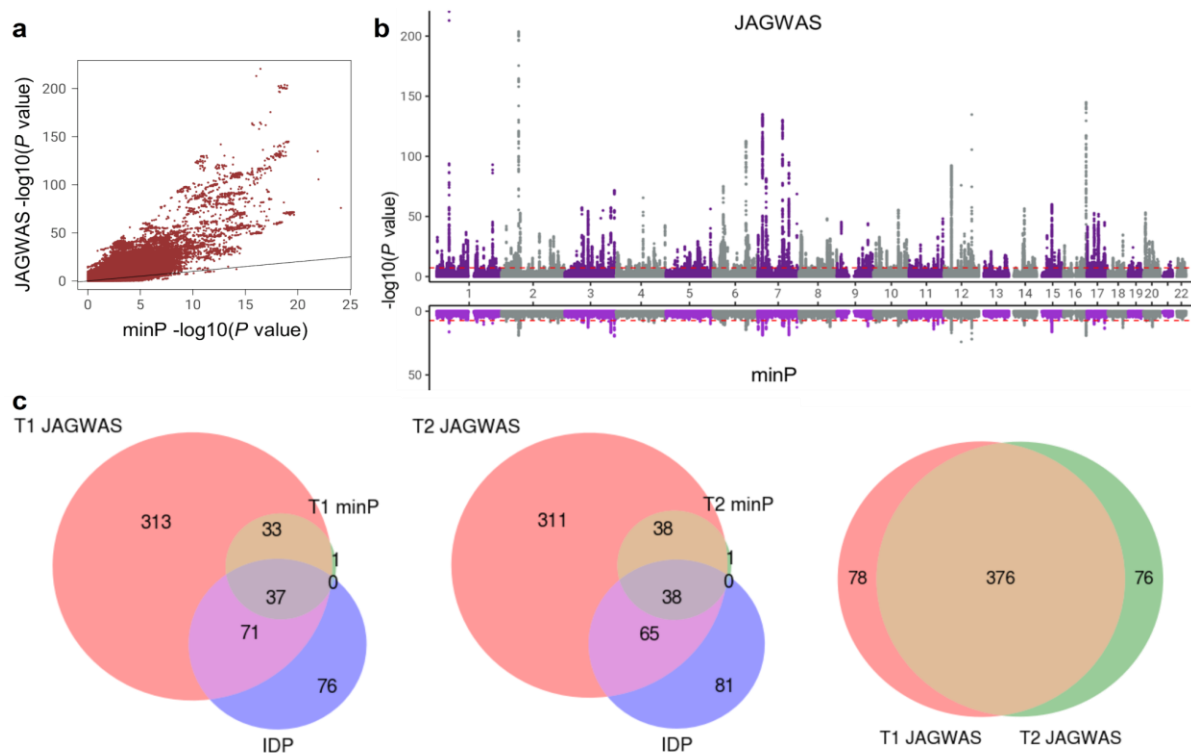 a
JAGWAS -log10(P value)
200
150
100
50
0
0 5 10 15 20 25
minP -log10(P value)
b
JAGWAS
-log10(P value)
200
150
100
50
0
1 2 3 4 5 6 7 8 9 10 11 12 13 14 15 16 17 18 19 20 22
0
50
minP
c
T1 JAGWAS
313
T1 minP
33
1
0
37
71
76
IDP
T2 JAGWAS
311
T2 minP
38
1
0
38
65
81
IDP
78
376
76
T1 JAGWAS T2 JAGWAS